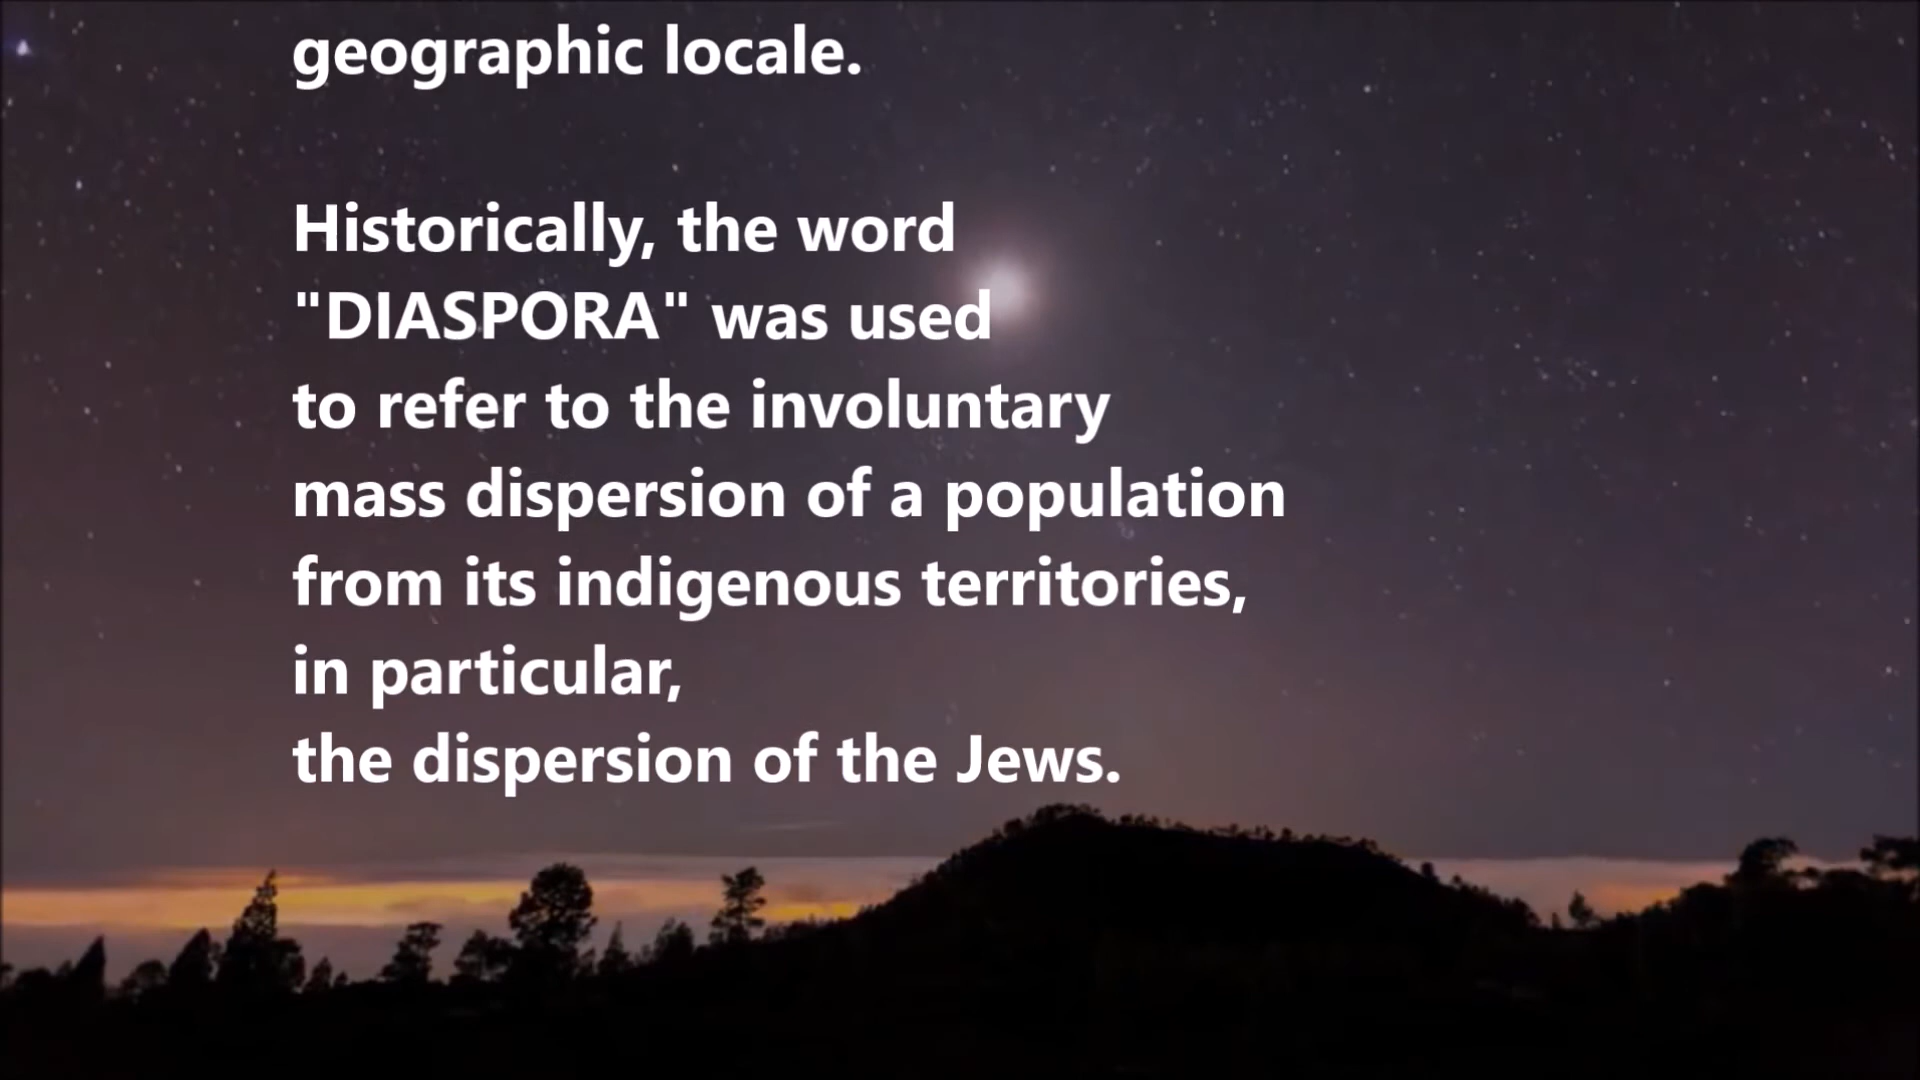 geographic locale.
Historically, the word
"DIASPORA" was used
to refer to the involuntary
mass dispersion of a population
from its indigenous territories,
in particular,
the dispersion of the Jews.